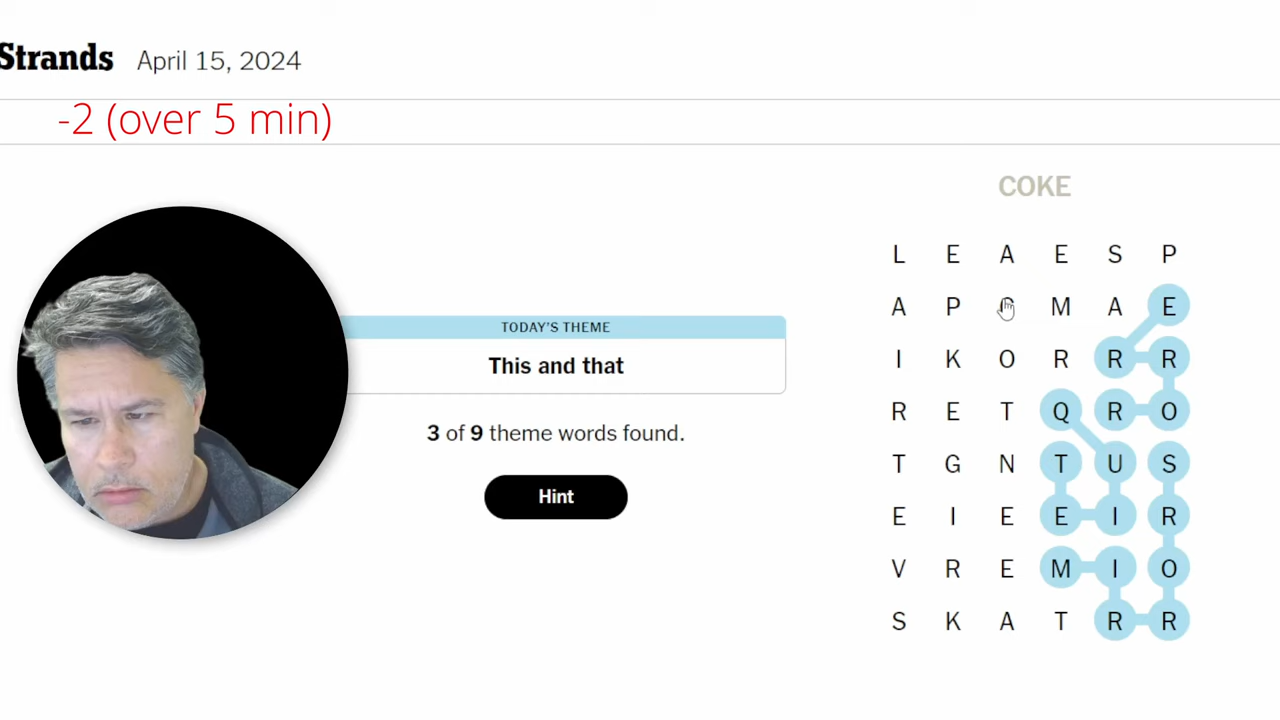 Strands April 15, 2024
-2 (over 5 min)
COKE
TODAY'S THEME
This and that
3 of 9 theme words found.
Hint
L E A E S P
A P M A E
I K O R R R
R E T Q R O
T G N T U S
E I E E I R
V R E M I O
S K A T R R